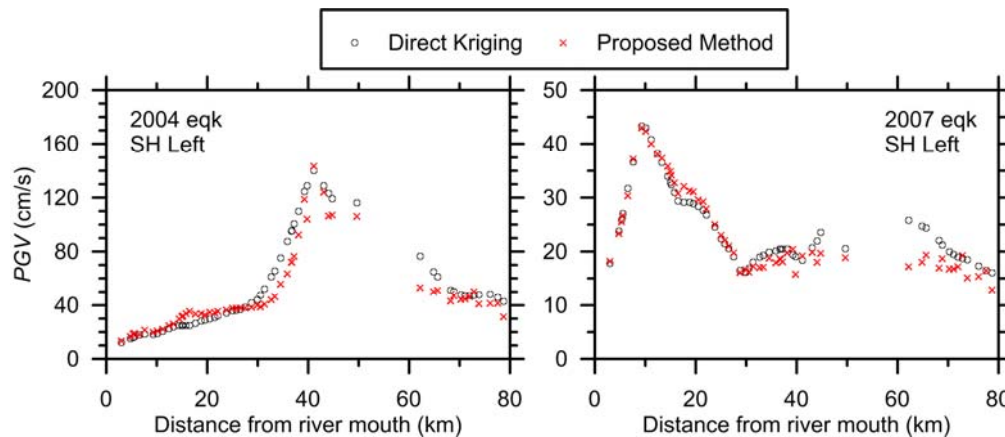 Direct Kriging Proposed Method
200
160
120
80
40
0
PGV (cm/s)
2004 eqk
SH Left
0 20 40 60 80
Distance from river mouth (km)
50
40
30
20
10
0
2007 eqk
SH Left
0 20 40 60 80
Distance from river mouth (km)